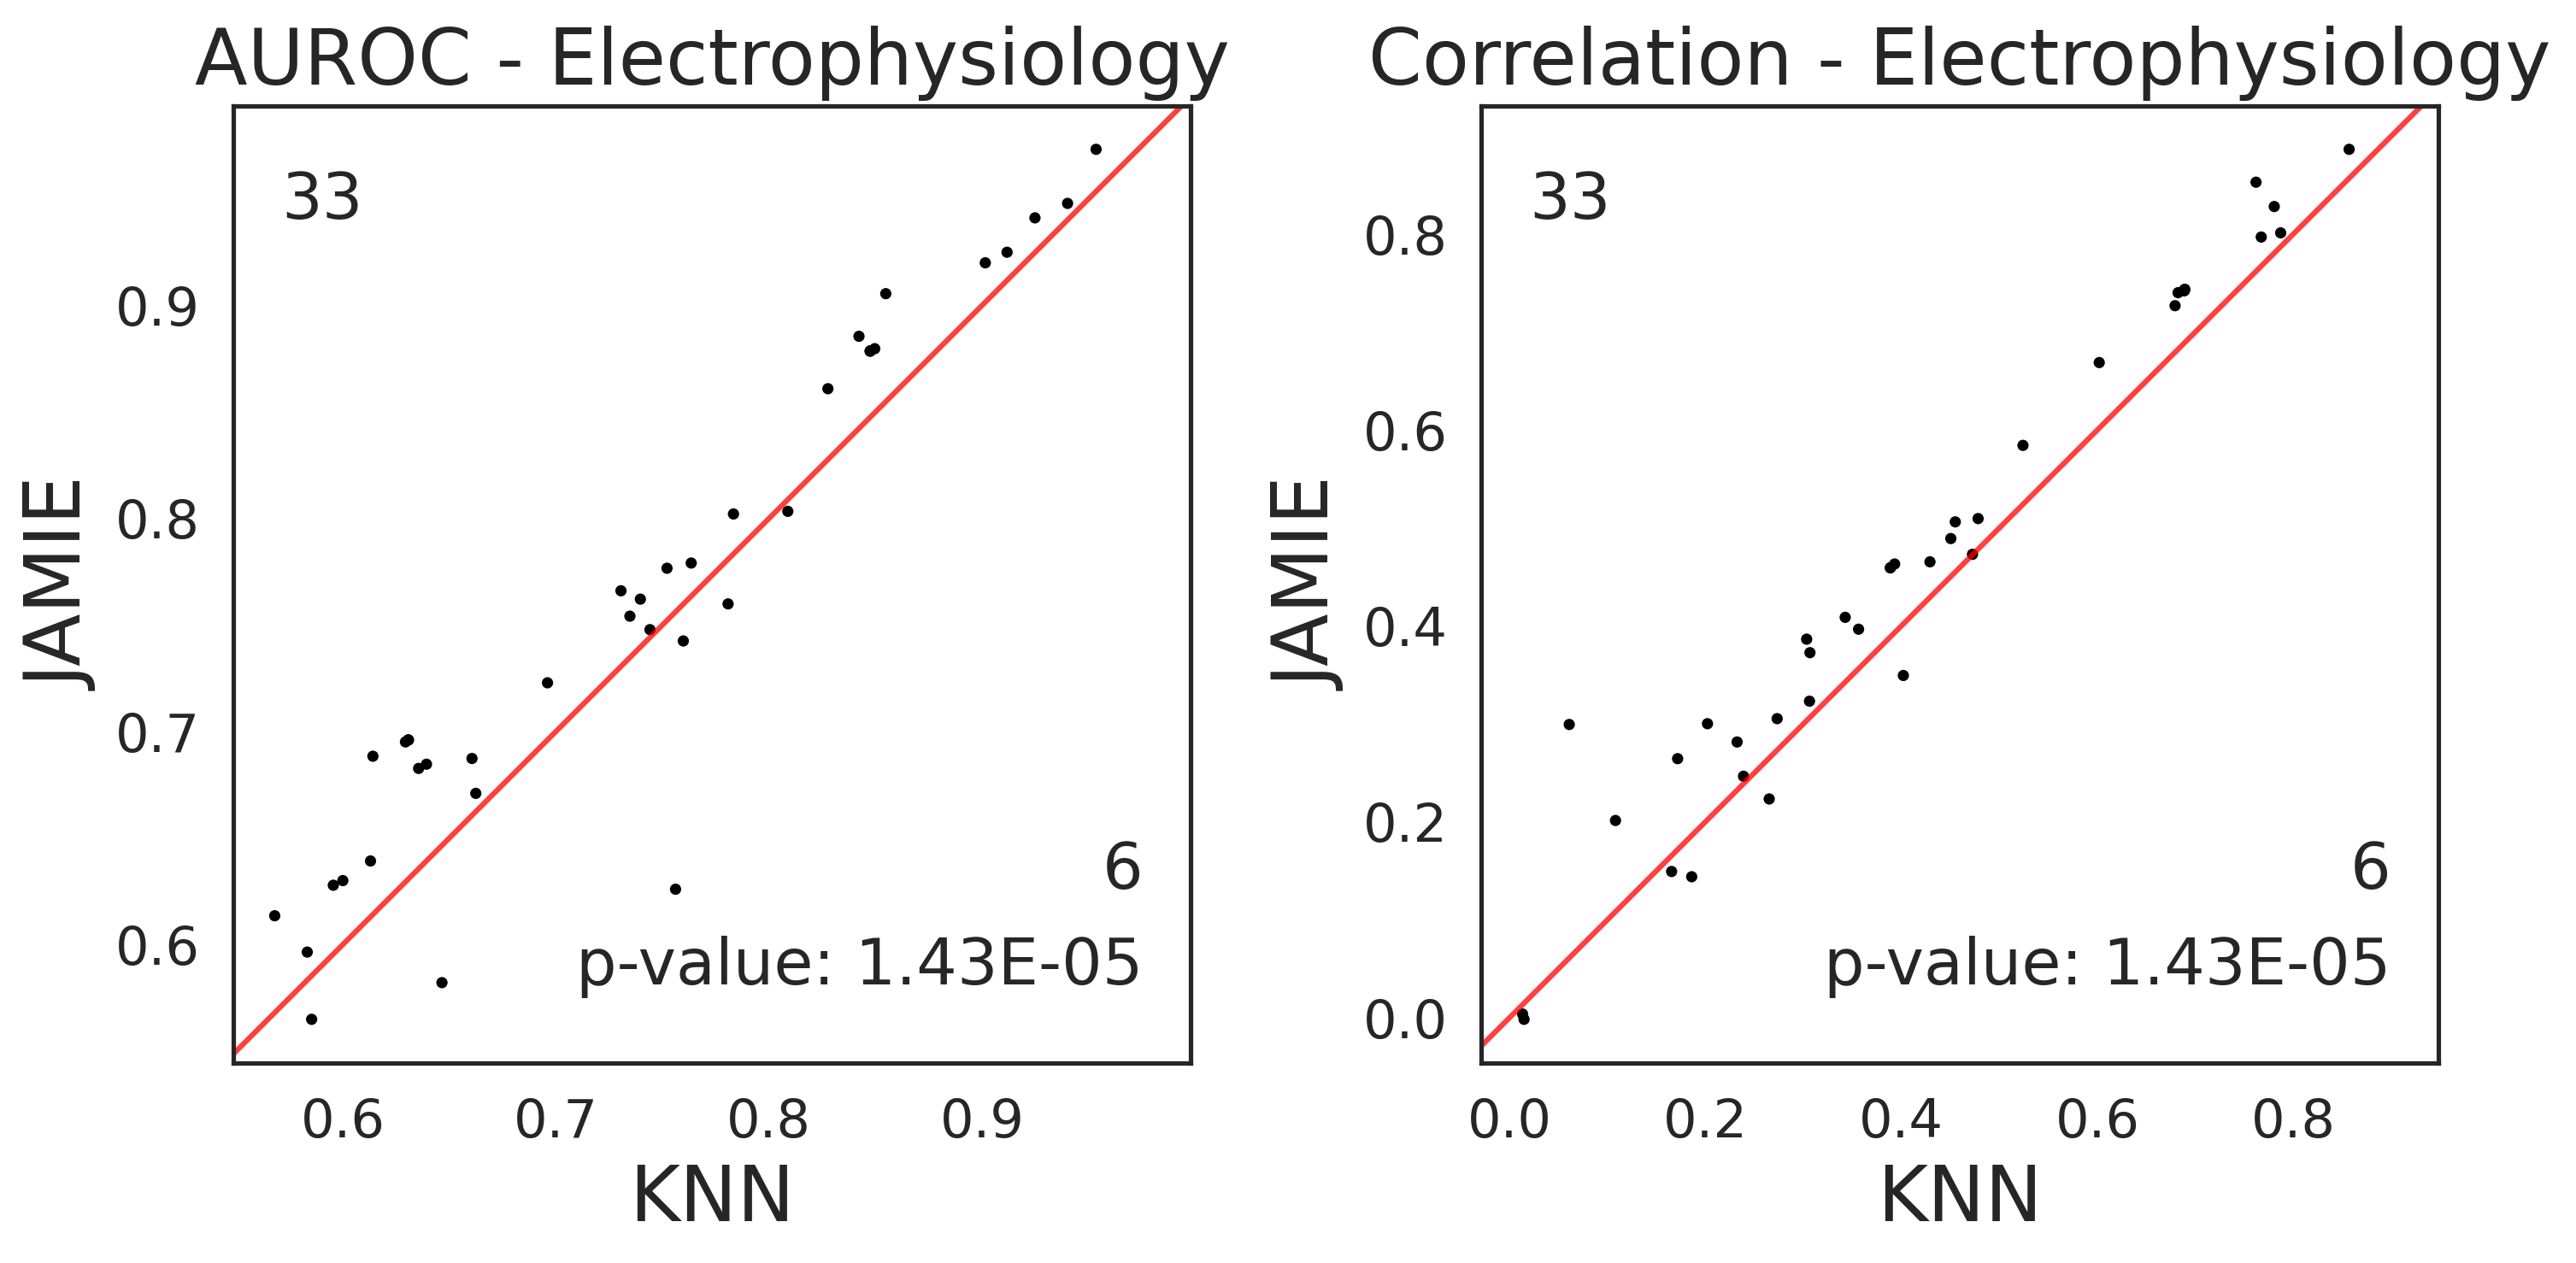 AUROC - Electrophysiology
33
0.9
0.8
0.7
0.6
JAMIE
6
p-value: 1.43E-05
0.6 0.7 0.8 0.9
KNN
Correlation - Electrophysiology
33
0.8
0.6
0.4
0.2
0.0
JAMIE
6
p-value: 1.43E-05
0.0 0.2 0.4 0.6 0.8
KNN